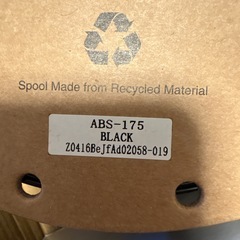 Spool Made from Recycled Material
ABS-175
BLACK
Z0416BeJfAd02058-019